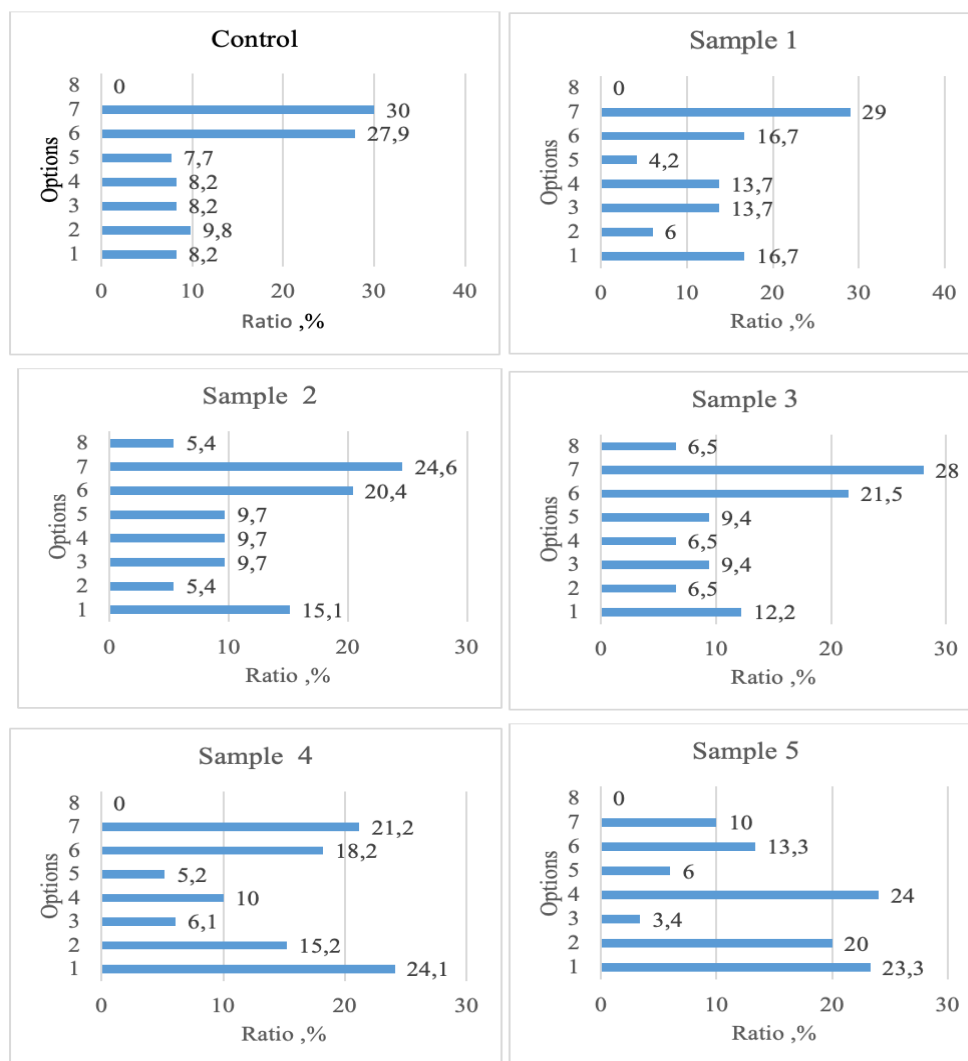 Control
8 0
7 30
6 27,9
5 7,7
4 8,2
3 8,2
2 9,8
1 8,2
Options
0 10 20 30 40
Ratio ,%
Sample 1
8 0
7 29
6 16,7
5 4,2
4 13,7
3 13,7
2 6
1 16,7
Options
0 10 20 30 40
Ratio ,%
Sample 2
8 5,4
7 24,6
6 20,4
5 9,7
4 9,7
3 9,7
2 5,4
1 15,1
Options
0 10 20 30
Ratio ,%
Sample 3
8 6,5
7 28
6 21,5
5 9,4
4 6,5
3 9,4
2 6,5
1 12,2
Options
0 10 20 30
Ratio ,%
Sample 4
8 0
7 21,2
6 18,2
5 5,2
4 10
3 6,1
2 15,2
1 24,1
Options
0 10 20 30
Ratio ,%
Sample 5
8 0
7 10
6 13,3
5 6
4 24
3 3,4
2 20
1 23,3
Options
0 10 20 30
Ratio ,%